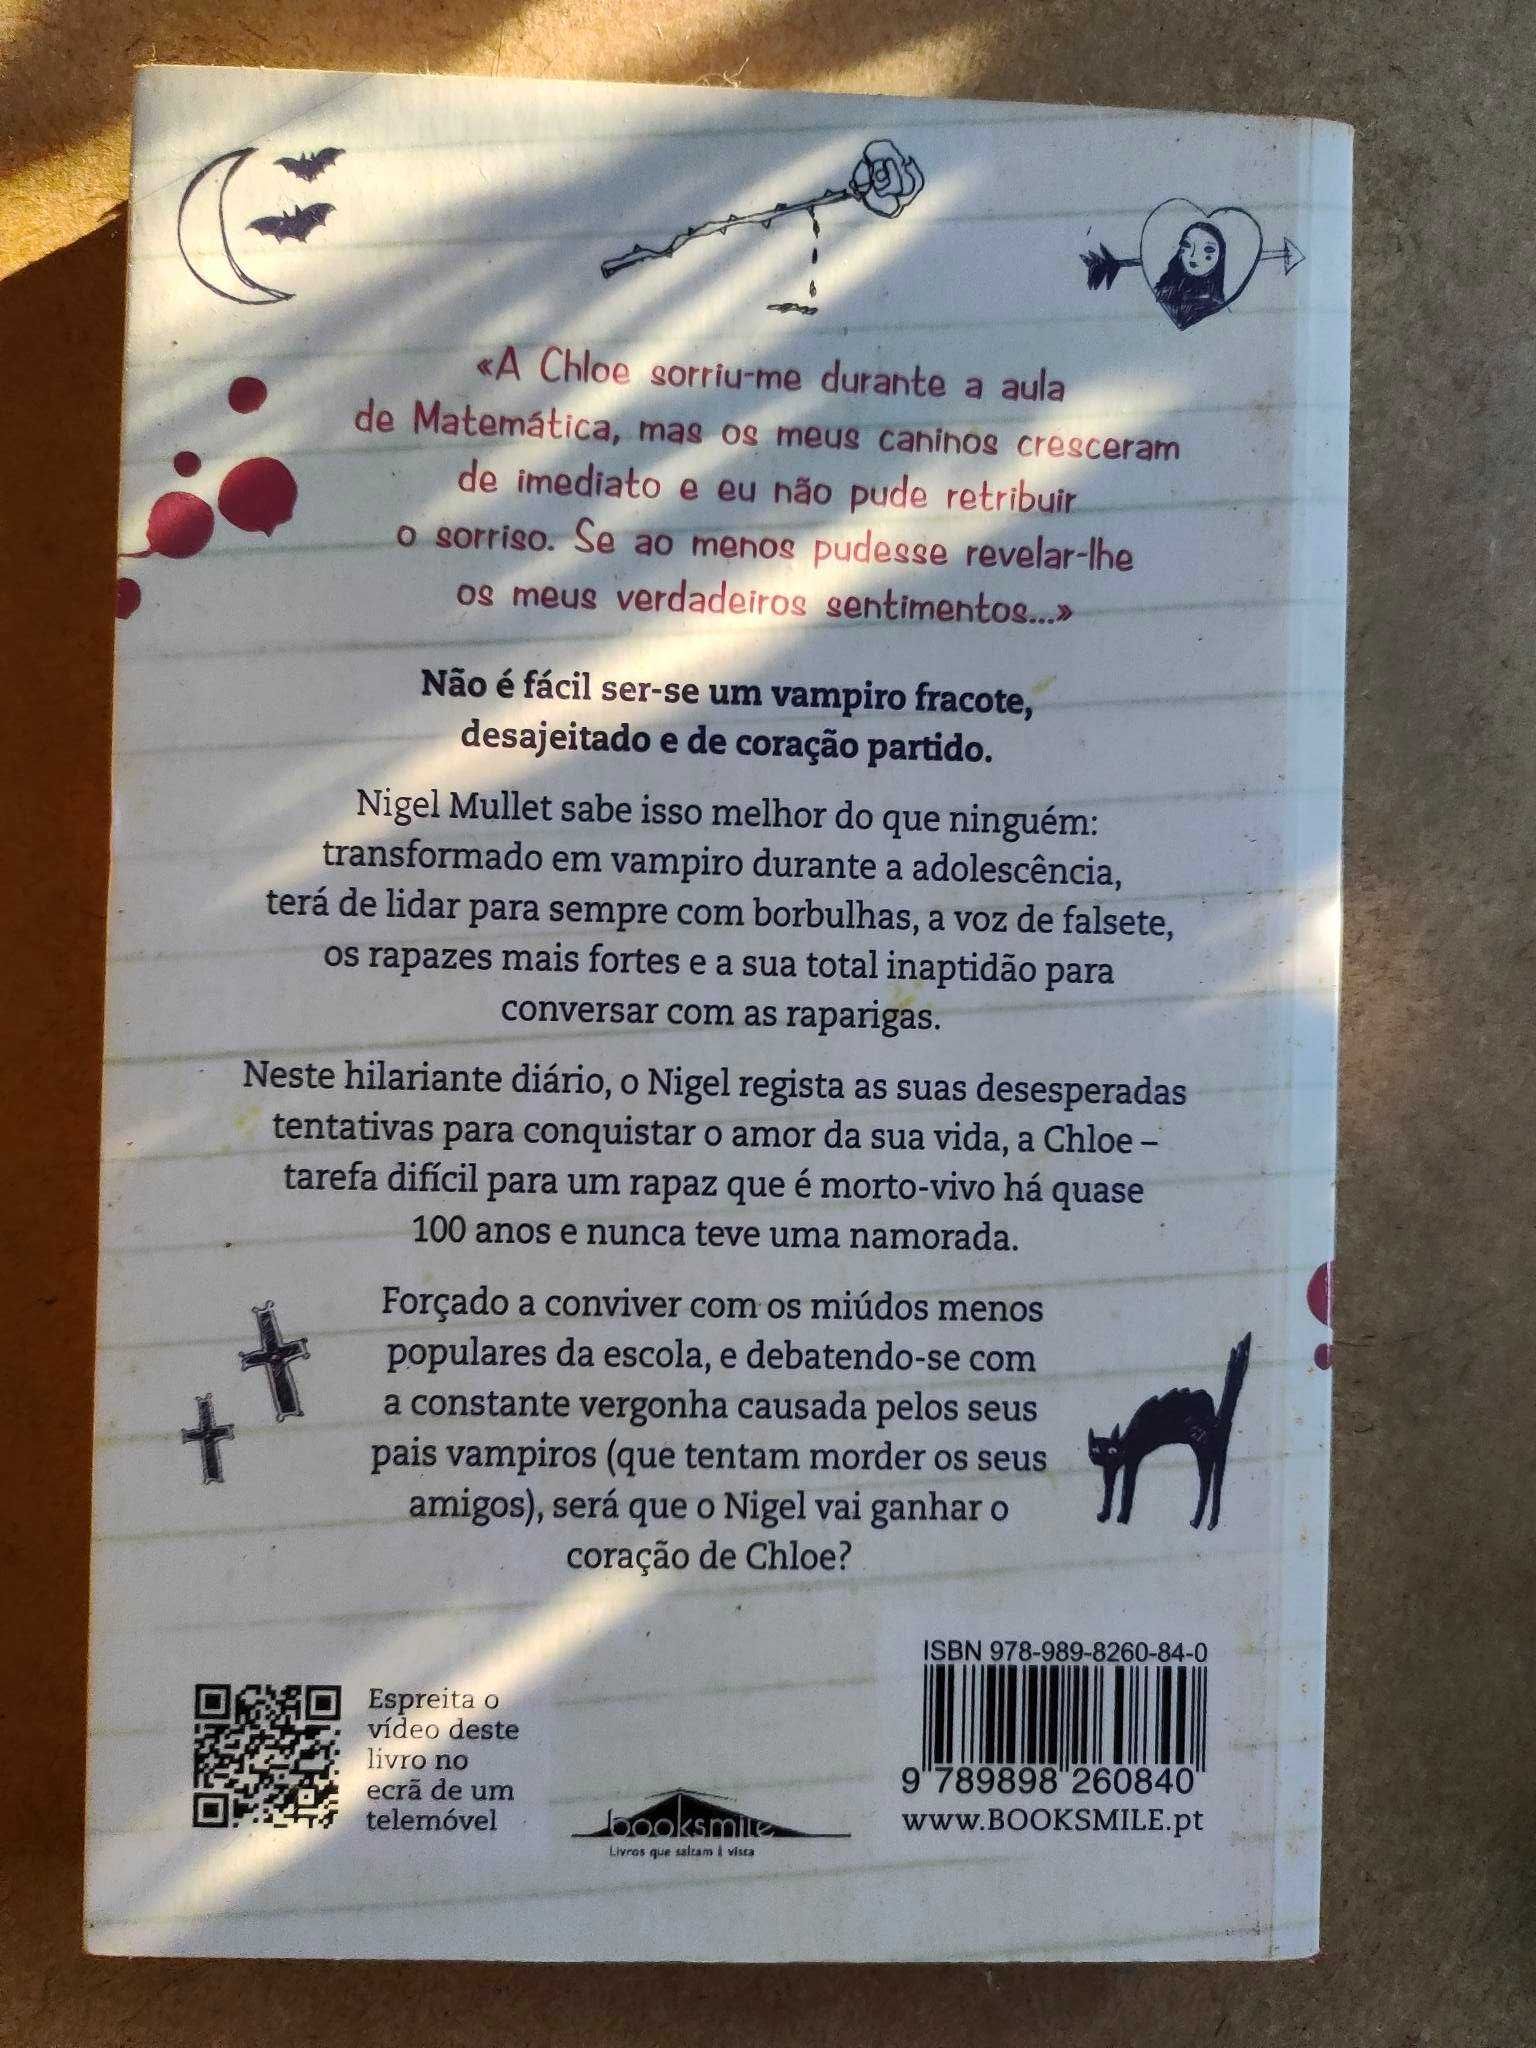 «A Chloe sorriu-me durante a aula
de Matemática, mas os meus caninos cresceram
de imediato e eu não pude retribuir
o sorriso. Se ao menos pudesse revelar-lhe
os meus verdadeiros sentimentos...»
Não é fácil ser-se um vampiro fracote,
desajeitado e de coração partido.
Nigel Mullet sabe isso melhor do que ninguém:
transformado em vampiro durante a adolescência,
terá de lidar para sempre com borbulhas, a voz de falsete,
os rapazes mais fortes e a sua total inaptidão para
conversar com as raparigas.
Neste hilariante diário, o Nigel regista as suas desesperadas
tentativas para conquistar o amor da sua vida, a Chloe –
tarefa difícil para um rapaz que é morto-vivo há quase
100 anos e nunca teve uma namorada.
Forçado a conviver com os miúdos menos
populares da escola, e debatendo-se com
a constante vergonha causada pelos seus
pais vampiros (que tentam morder os seus
amigos), será que o Nigel vai ganhar o
coração de Chloe?
Espreita o
vídeo deste
livro no
ecrã de um
telemóvel
booksmile
Livros que saltam à vista
ISBN 978-989-8260-84-0
9 789898 260840
www.BOOKSMILE.pt